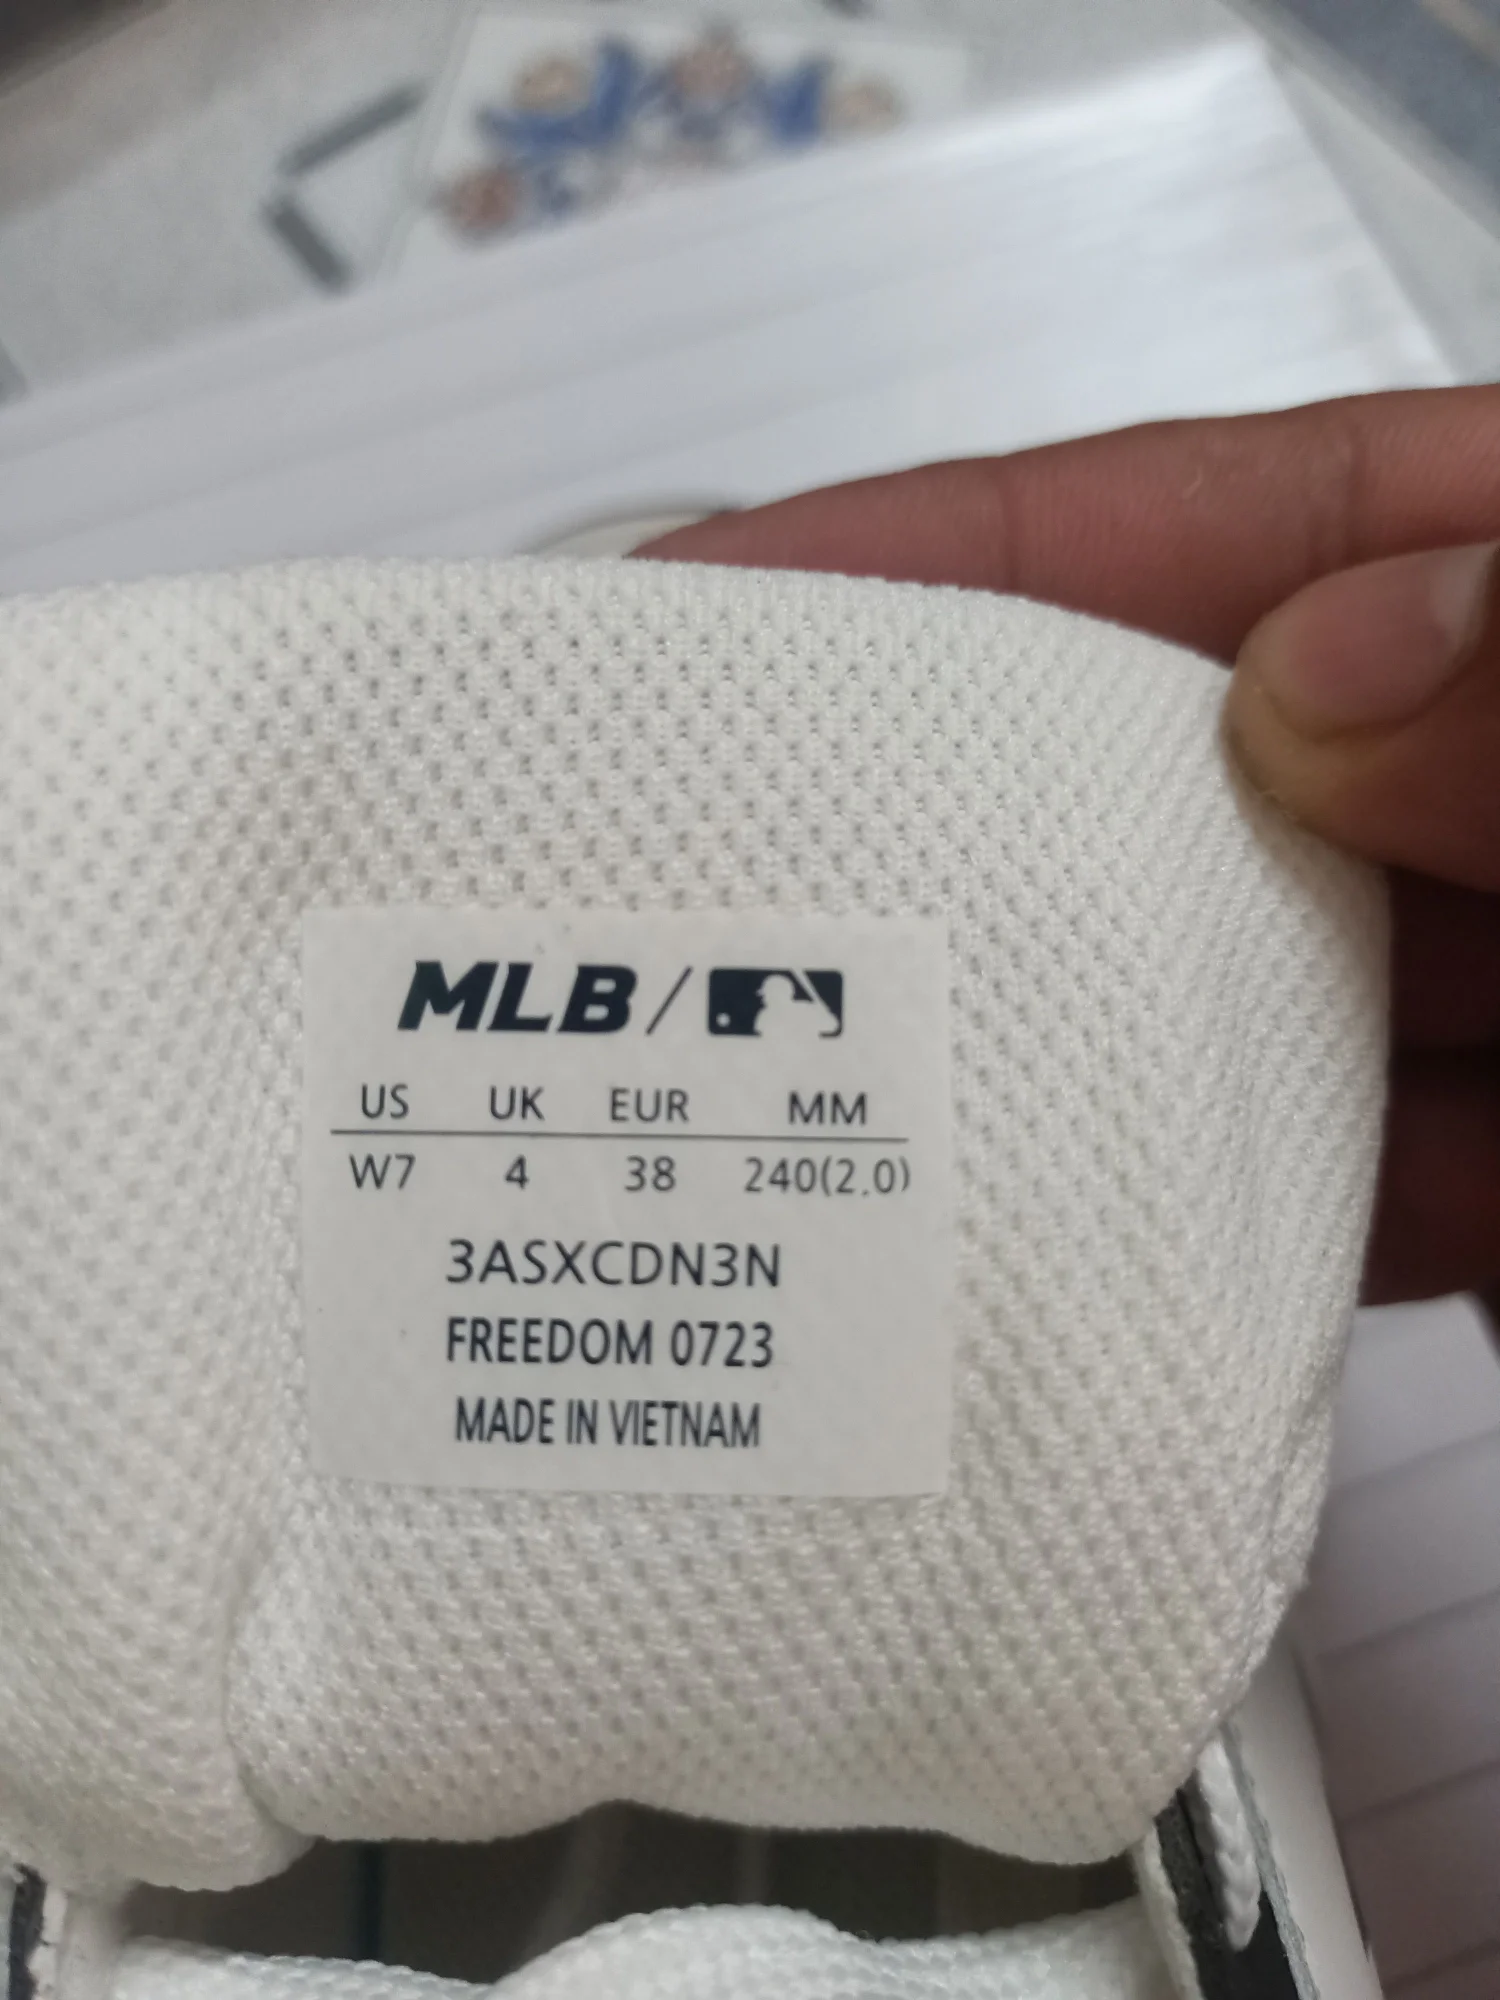 MLB /
US UK EUR MM
W7 4 38 240(2.0)
3ASXCDN3N
FREEDOM 0723
MADE IN VIETNAM